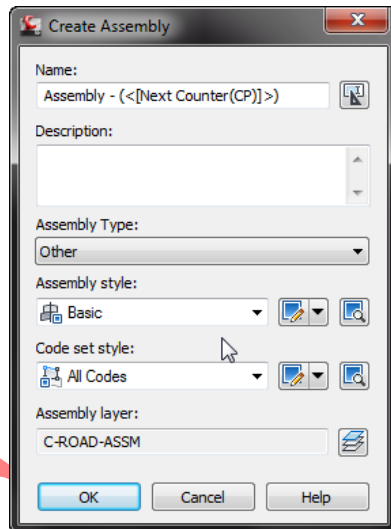 Create Assembly
Name:
Assembly - (<[Next Counter(CP)]>)
Description:
Assembly Type:
Other
Assembly style:
Basic
Code set style:
All Codes
Assembly layer:
C-ROAD-ASSM
OK Cancel Help